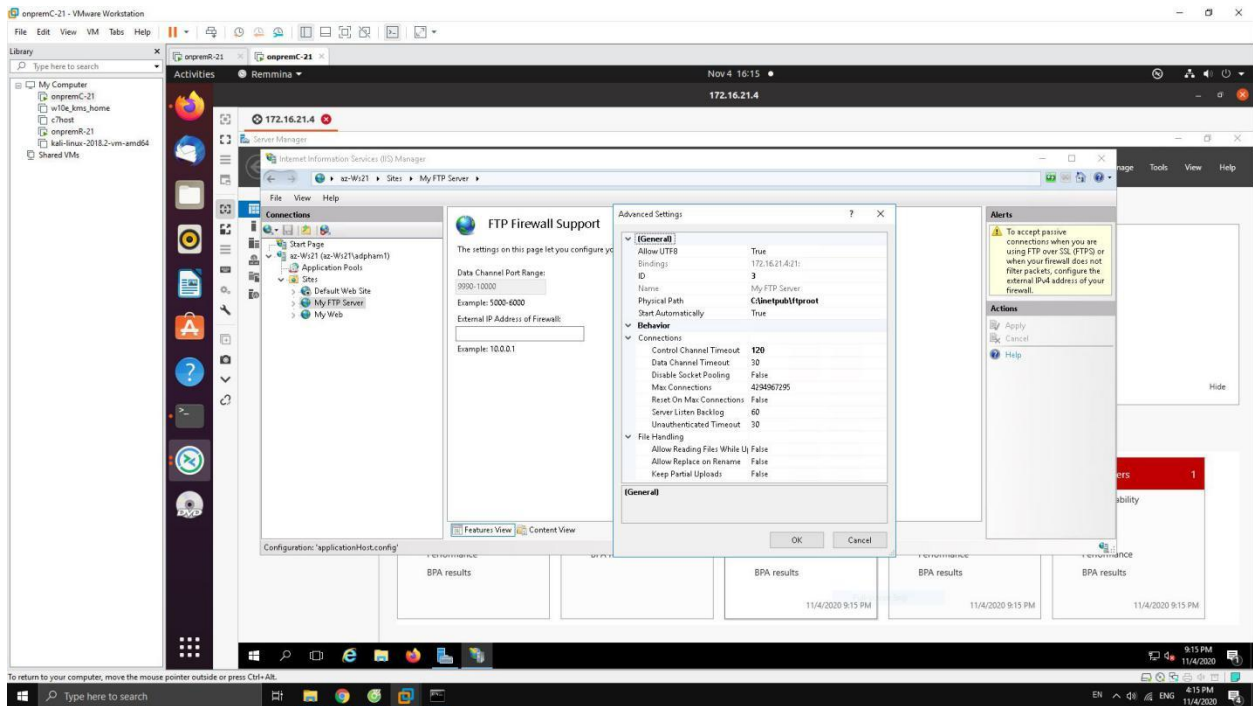 onpremC-21 - VMware Workstation
File Edit View VM Tabs Help
Library
Type here to search
My Computer
onpremC-21
w10e_kms_home
c7host
onpremR-21
kali-linux-2018.2-vm-amd64
Shared VMs
onpremR-21
onpremC-21
Activities
Remmina
Nov 4 16:15
172.16.21.4
172.16.21.4
Server Manager
Tools View Help
Internet Information Services (IIS) Manager
az-Ws21 Sites My FTP Server
File View Help
Connections
Start Page
az-Ws21 (az-Ws21\adpham1)
Application Pools
Sites
Default Web Site
My FTP Server
My Web
FTP Firewall Support
The settings on this page let you configure yo
Data Channel Port Range:
9990-10000
Example: 5000-6000
External IP Address of Firewall:
Example: 10.0.0.1
Features View
Content View
Configuration: 'applicationHost.config'
Advanced Settings
(General)
Allow UTF8 True
Bindings 172.16.21.4:21:
ID 3
Name My FTP Server
Physical Path C:\inetpub\ftproot
Start Automatically True
Behavior
Connections
Control Channel Timeout 120
Data Channel Timeout 30
Disable Socket Pooling False
Max Connections 4294967295
Reset On Max Connections False
Server Listen Backlog 60
Unauthenticated Timeout 30
File Handling
Allow Reading Files While U False
Allow Replace on Rename False
Keep Partial Uploads False
(General)
OK Cancel
Alerts
To accept passive
connections when you are
using FTP over SSL (FTPS) or
when your firewall does not
filter packets, configure the
external IPv4 address of your
firewall.
Actions
Apply
Cancel
Help
Hide
ers 1
ability
BPA results
BPA results
BPA results
BPA results
11/4/2020 9:15 PM
11/4/2020 9:15 PM
11/4/2020 9:15 PM
9:15 PM
11/4/2020
To return to your computer, move the mouse pointer outside or press Ctrl+Alt.
Type here to search
EN
ENG
4:15 PM
11/4/2020